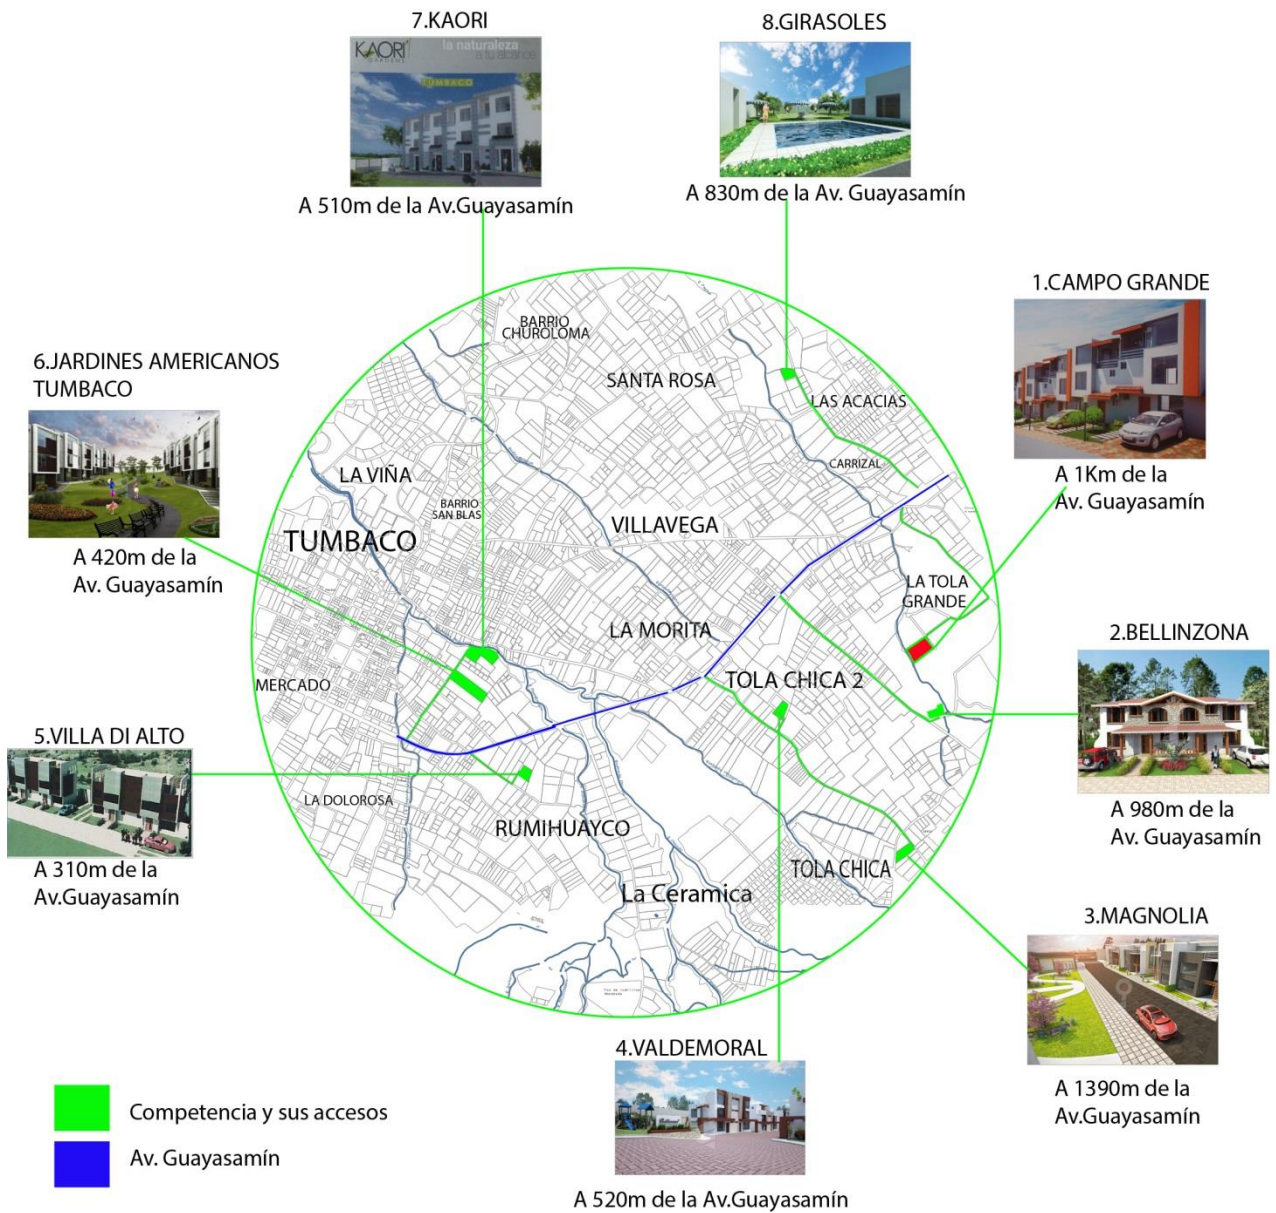 7.KAORI
KAORI
GARDENS
la naturaleza
a tu alcance
TUMBACO
A 510m de la Av.Guayasamín
8.GIRASOLES
A 830m de la Av. Guayasamín
1.CAMPO GRANDE
A 1Km de la
Av. Guayasamín
6.JARDINES AMERICANOS
TUMBACO
A 420m de la
Av. Guayasamín
BARRIO
CHUROLOMA
SANTA ROSA
LAS ACACIAS
CARRIZAL
LA VIÑA
BARRIO
SAN BLAS
TUMBACO
VILLAVEGA
LA TOLA
GRANDE
LA MORITA
TOLA CHICA 2
MERCADO
LA DOLOROSA
RUMIHUAYCO
TOLA CHICA
La Ceramica
2.BELLINZONA
A 980m de la
Av. Guayasamín
5.VILLA DI ALTO
A 310m de la
Av.Guayasamín
3.MAGNOLIA
A 1390m de la
Av.Guayasamín
4.VALDEMORAL
A 520m de la Av.Guayasamín
Competencia y sus accesos
Av. Guayasamín